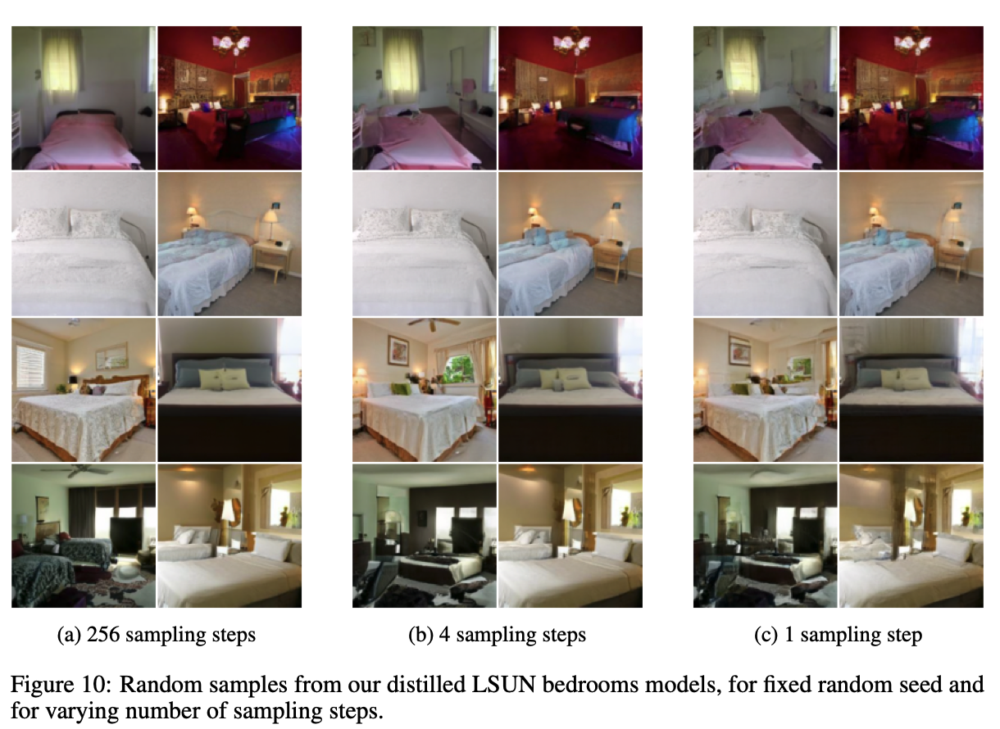 (a) 256 sampling steps
(b) 4 sampling steps
(c) 1 sampling step
Figure 10: Random samples from our distilled LSUN bedrooms models, for fixed random seed and
for varying number of sampling steps.